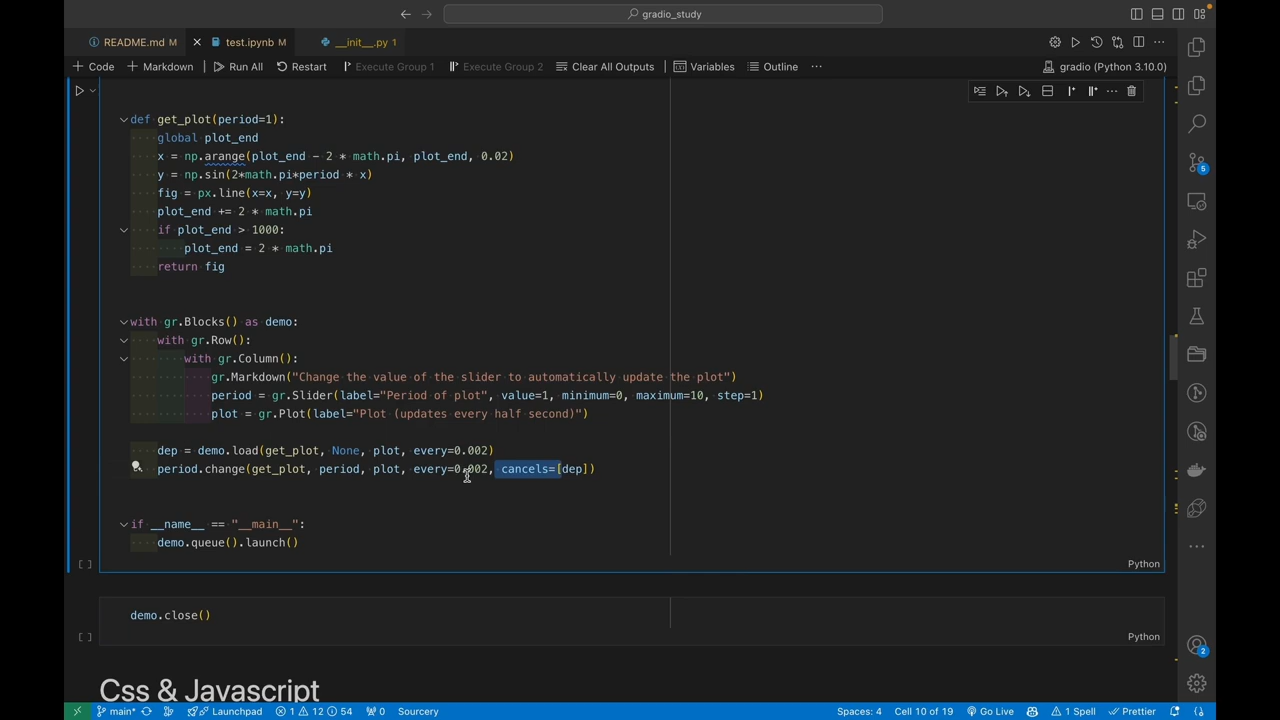 gradio_study
README.md M
test.ipynb M
__init__.py 1
Code
Markdown
Run All
Restart
Execute Group 1
Execute Group 2
Clear All Outputs
Variables
Outline
gradio (Python 3.10.0)
def get_plot(period=1):
global plot_end
x = np.arange(plot_end - 2 * math.pi, plot_end, 0.02)
y = np.sin(2*math.pi*period * x)
fig = px.line(x=x, y=y)
plot_end += 2 * math.pi
if plot_end > 1000:
plot_end = 2 * math.pi
return fig
with gr.Blocks() as demo:
with gr.Row():
with gr.Column():
gr.Markdown("Change the value of the slider to automatically update the plot")
period = gr.Slider(label="Period of plot", value=1, minimum=0, maximum=10, step=1)
plot = gr.Plot(label="Plot (updates every half second)")
dep = demo.load(get_plot, None, plot, every=0.002)
period.change(get_plot, period, plot, every=0.002, cancels=[dep])
if __name__ == "__main__":
demo.queue().launch()
[ ]
Python
demo.close()
[ ]
Python
Css & Javascript
5
2
main*
Launchpad
1
12
54
0
Sourcery
Spaces: 4
Cell 10 of 19
Go Live
1 Spell
Prettier